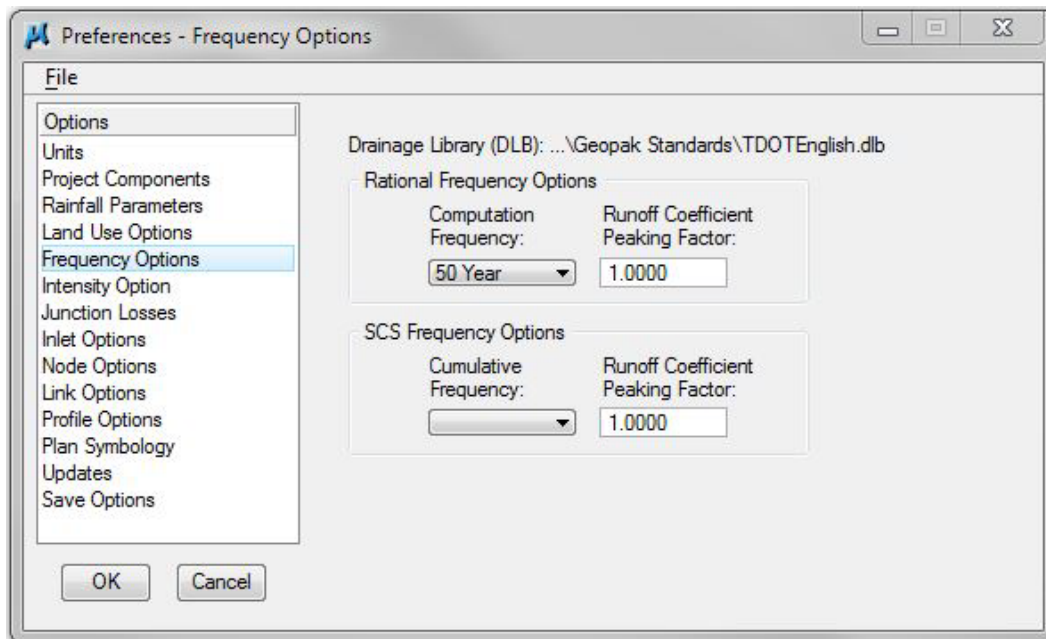 Preferences - Frequency Options
File
Options
Units
Project Components
Rainfall Parameters
Land Use Options
Frequency Options
Intensity Option
Junction Losses
Inlet Options
Node Options
Link Options
Profile Options
Plan Symbology
Updates
Save Options
OK Cancel
Drainage Library (DLB): ...\Geopak Standards\TDOTEnglish.dlb
Rational Frequency Options
Computation Runoff Coefficient
Frequency: Peaking Factor:
50 Year 1.0000
SCS Frequency Options
Cumulative Runoff Coefficient
Frequency: Peaking Factor:
1.0000